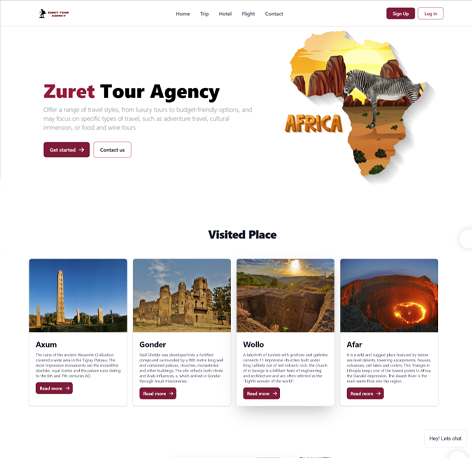 ZURET TOUR
AGENCY
Home Trip Hotel Flight Contact
Sign Up Log in
Zuret Tour Agency
Offer a range of travel styles, from luxury tours to budget-friendly options, and
may focus on specific types of travel, such as adventure travel, cultural
immersion, or food and wine tours
Get started → Contact us
AFRICA
Visited Place
Axum
The ruins of the ancient Aksumite Civilization
covered a wide area in the Tigray Plateau. The
most impressive monuments are the monolithic
obelisks, royal tombs and the palace ruins dating
to the 6th and 7th centuries AD.
Read more →
Gonder
Fasil Ghebbi was developed into a fortified
compound surrounded by a 900 metre long wall
and contained palaces, churches, monasteries
and other buildings. The site reflects both Hindu
and Arab influences, which arrived in Gondar
through Jesuit missionaries.
Read more →
Wollo
A labyrinth of tunnels with grottoes and galleries
connects 11 impressive churches built under
King Lalibela out of red volcanic rock. The church
of St George is a brilliant feat of engineering
and architecture and are often referred as the
"Eighth wonder of the world".
Read more →
Afar
It is a wild and rugged place featured by below
sea level deserts, towering escarpments, fissures,
volcanoes, salt lakes and craters. This Triangle in
Ethiopia keeps one of the lowest points in Africa,
the Danakil depression. The Awash River is the
main water flow into the region.
Read more →
Hey! Lets chat